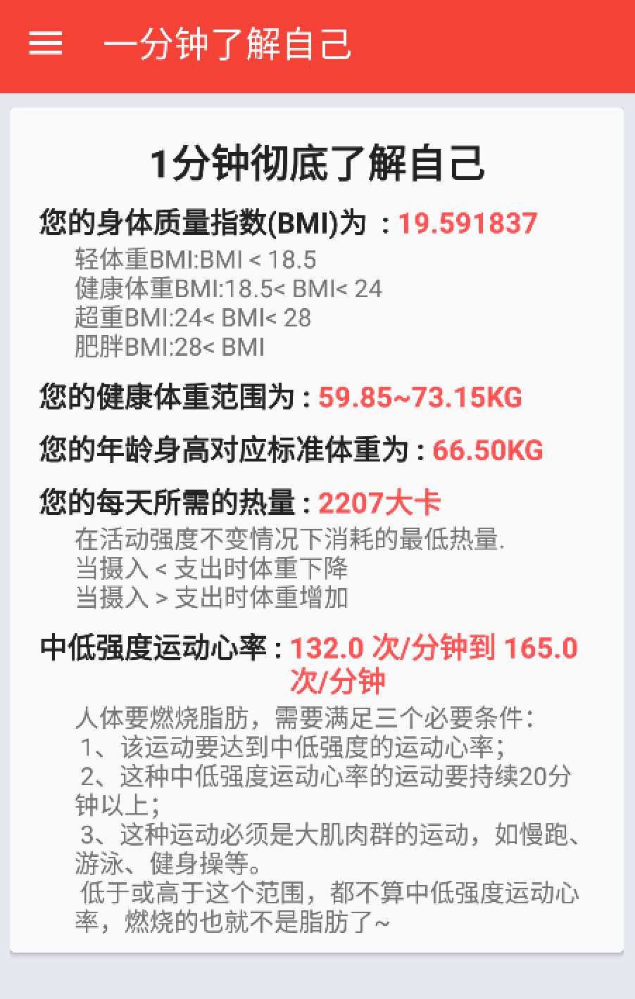 一分钟了解自己
1分钟彻底了解自己
您的身体质量指数(BMI)为 : 19.591837
轻体重BMI:BMI < 18.5
健康体重BMI:18.5< BMI< 24
超重BMI:24< BMI< 28
肥胖BMI:28< BMI
您的健康体重范围为 : 59.85~73.15KG
您的年龄身高对应标准体重为 : 66.50KG
您的每天所需的热量 : 2207大卡
在活动强度不变情况下消耗的最低热量.
当摄入 < 支出时体重下降
当摄入 > 支出时体重增加
中低强度运动心率 : 132.0 次/分钟到 165.0
次/分钟
人体要燃烧脂肪，需要满足三个必要条件：
1、该运动要达到中低强度的运动心率；
2、这种中低强度运动心率的运动要持续20分
钟以上；
3、这种运动必须是大肌肉群的运动，如慢跑、
游泳、健身操等。
低于或高于这个范围，都不算中低强度运动心
率，燃烧的也就不是脂肪了~